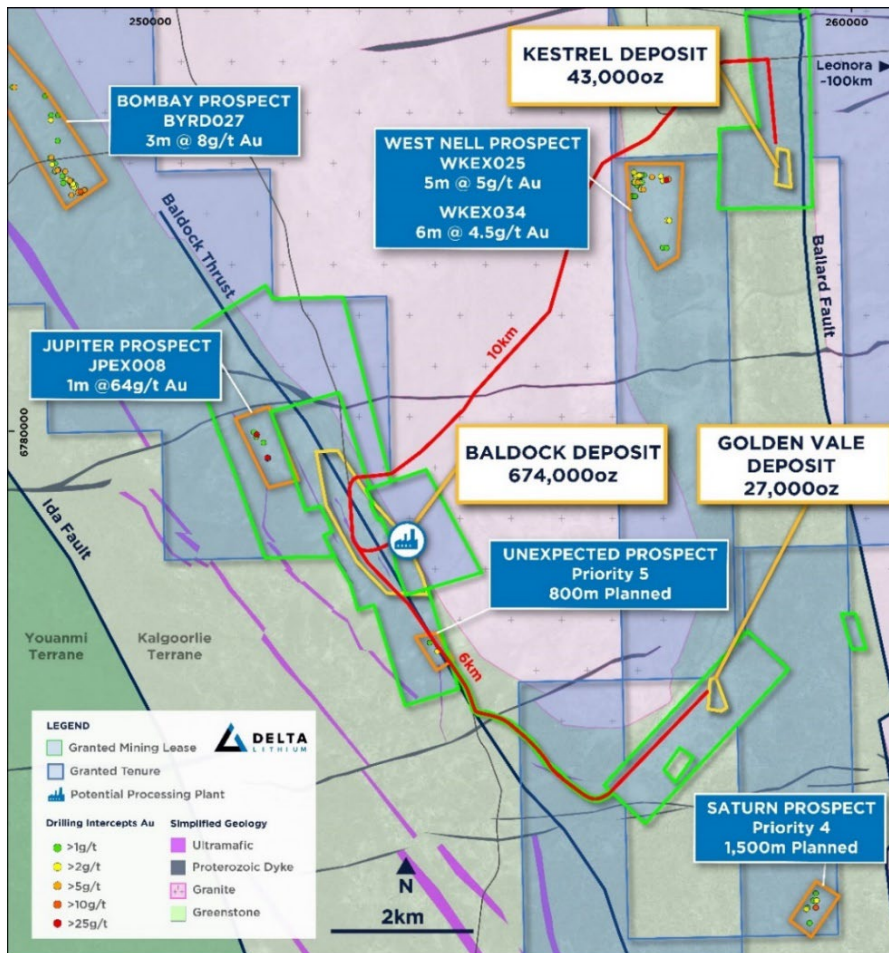 250000
260000
KESTREL DEPOSIT
43,000oz
Leonora
~100km
BOMBAY PROSPECT
BYRD027
3m @ 8g/t Au
WEST NELL PROSPECT
WKEX025
5m @ 5g/t Au
WKEX034
6m @ 4.5g/t Au
Baldock Thrust
Ballard Fault
JUPITER PROSPECT
JPEX008
1m @64g/t Au
10km
6780000
BALDOCK DEPOSIT
674,000oz
GOLDEN VALE
DEPOSIT
27,000oz
Ida Fault
UNEXPECTED PROSPECT
Priority 5
800m Planned
Youanmi
Terrane
Kalgoorlie
Terrane
6km
LEGEND
DELTA
LITHIUM
Granted Mining Lease
Granted Tenure
Potential Processing Plant
Drilling Intercepts Au
>1g/t
>2g/t
>5g/t
>10g/t
>25g/t
Simplified Geology
Ultramafic
Proterozoic Dyke
Granite
Greenstone
N
2km
SATURN PROSPECT
Priority 4
1,500m Planned